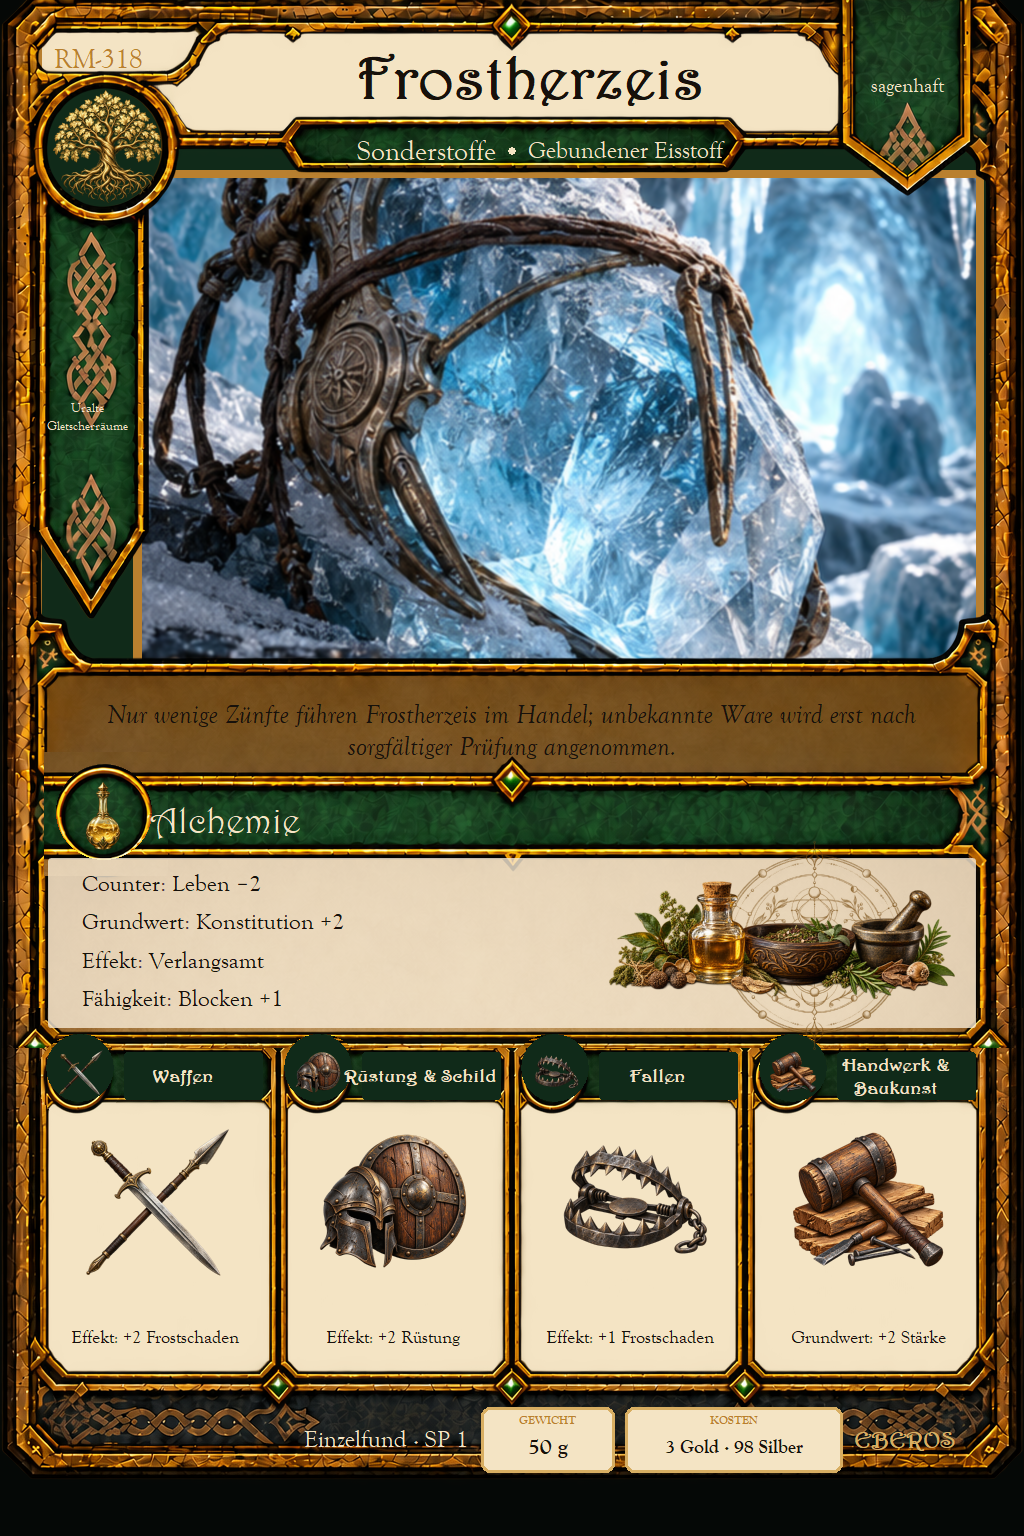 RM-318
Frostherzeis
sagenhaft
Sonderstoffe • Gebundener Eisstoff
Uralte
Gletscherräume
Nur wenige Zünfte führen Frostherzeis im Handel; unbekannte Ware wird erst nach
sorgfältiger Prüfung angenommen.
Alchemie
Counter: Leben −2
Grundwert: Konstitution +2
Effekt: Verlangsamt
Fähigkeit: Blocken +1
Waffen
Rüstung & Schild
Fallen
Handwerk &
Baukunst
Effekt: +2 Frostschaden
Effekt: +2 Rüstung
Effekt: +1 Frostschaden
Grundwert: +2 Stärke
Einzelfund · SP 1
GEWICHT
50 g
KOSTEN
3 Gold · 98 Silber
EBEROS